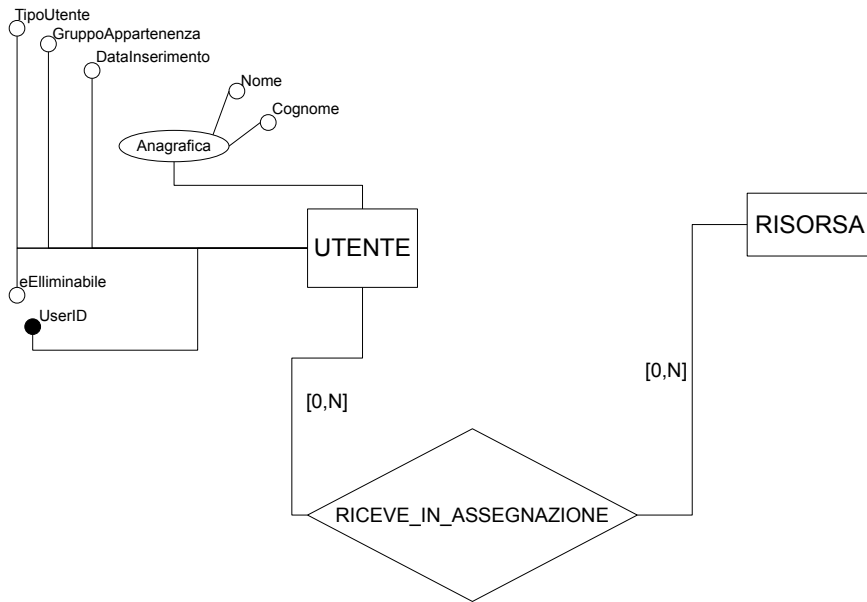 TipoUtente
GruppoAppartenenza
DataInserimento
Nome
Cognome
Anagrafica
UTENTE
RISORSA
eElliminabile
UserID
[0,N]
[0,N]
RICEVE_IN_ASSEGNAZIONE